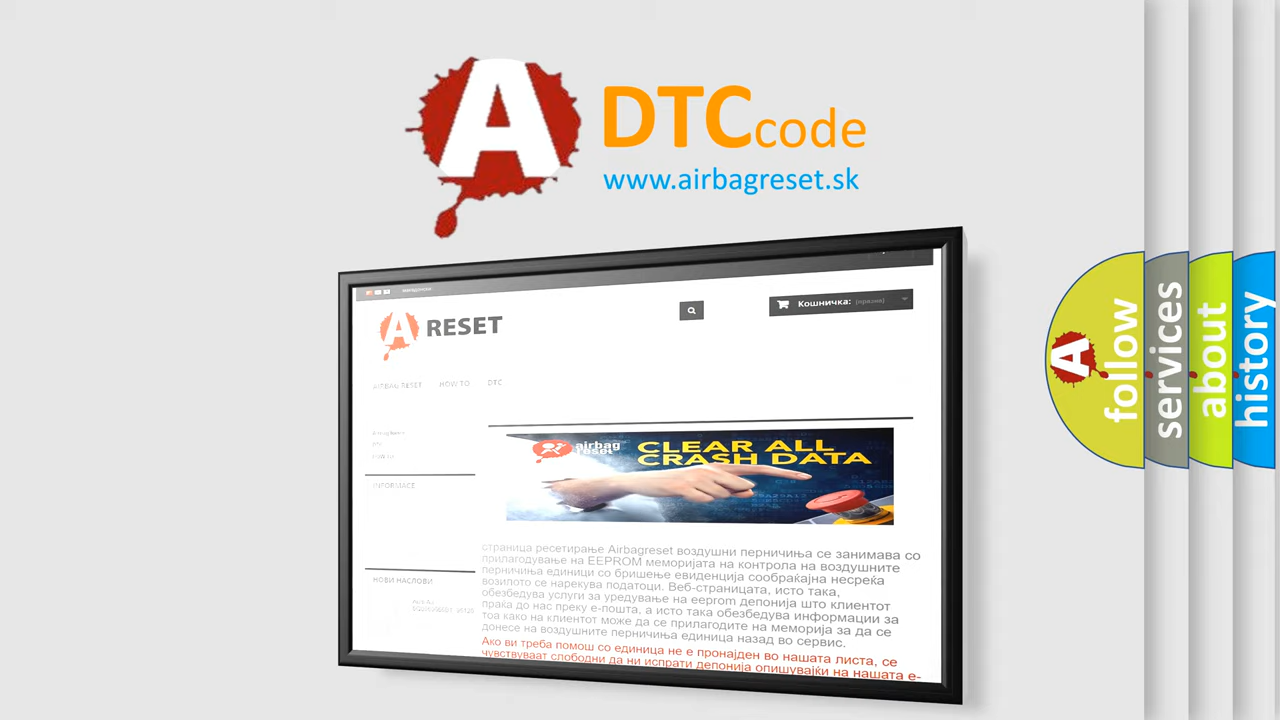 A
DTC code
www.airbagreset.sk
Кошничка: (празни)
A RESET
AIRBAG RESET HOW TO DTC
airbag reset
CLEAR ALL
CRASH DATA
INFORMACE
НОВИ НАСЛОВИ
страница ресетирање Airbagreset воздушни перничиња се занимава со
прилагодување на EEPROM меморијата на контрола на воздушните
перничиња единици со бришење евиденција сообраќајна несреќа
возилото се нарекува податоци. Веб-страницата, исто така,
обезбедува услуги за уредување на eeprom депонија што клиентот
праќа до нас преку е-пошта, а исто така обезбедува информации за
тоа како на клиентот може да се прилагодите на меморија за да се
донесе на воздушните перничиња единица назад во сервис.
Ако ви треба помош со единица не е пронајден во нашата листа, се
чувствуваат слободни да ни испрати депонија опишувајќи на нашата е-
A
follow
services
about
history